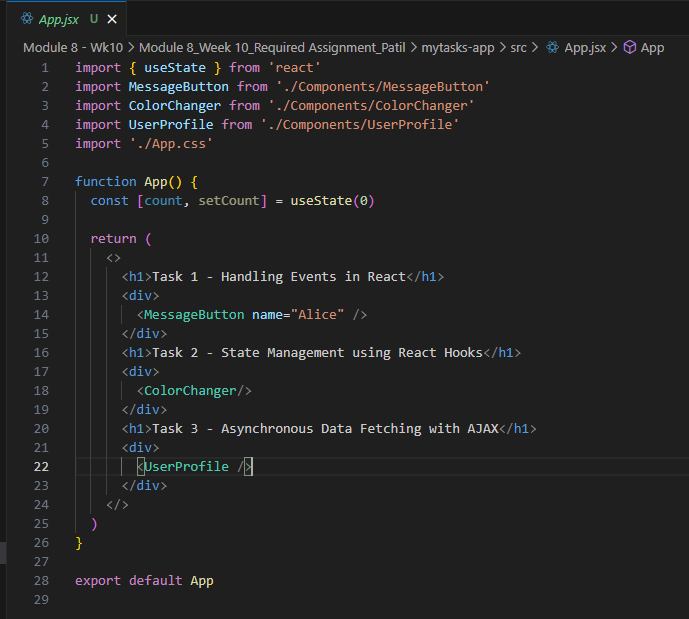 App.jsx U ×
Module 8 - Wk10 > Module 8_Week 10_Required Assignment_Patil > mytasks-app > src > App.jsx > App
1 import { useState } from 'react'
2 import MessageButton from './Components/MessageButton'
3 import ColorChanger from './Components/ColorChanger'
4 import UserProfile from './Components/UserProfile'
5 import './App.css'
6
7 function App() {
8   const [count, setCount] = useState(0)
9
10   return (
11     <>
12       <h1>Task 1 - Handling Events in React</h1>
13       <div>
14         <MessageButton name="Alice" />
15       </div>
16       <h1>Task 2 - State Management using React Hooks</h1>
17       <div>
18         <ColorChanger/>
19       </div>
20       <h1>Task 3 - Asynchronous Data Fetching with AJAX</h1>
21       <div>
22         <UserProfile />
23       </div>
24     </>
25   )
26 }
27
28 export default App
29